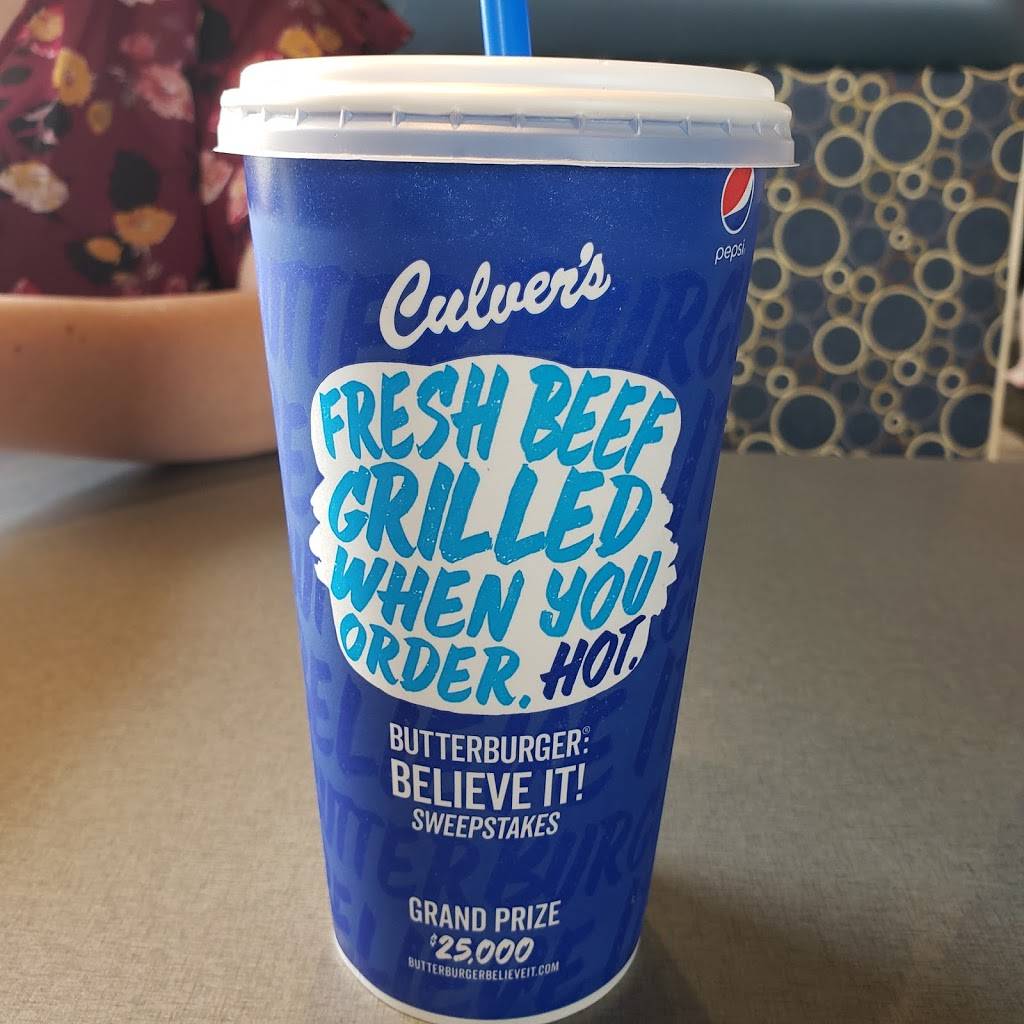 pepsi
Culver's
FRESH BEEF
GRILLED
WHEN YOU
ORDER. HOT.
BUTTERBURGER®:
BELIEVE IT!
SWEEPSTAKES
GRAND PRIZE
$25,000
BUTTERBURGERBELIEVEIT.COM